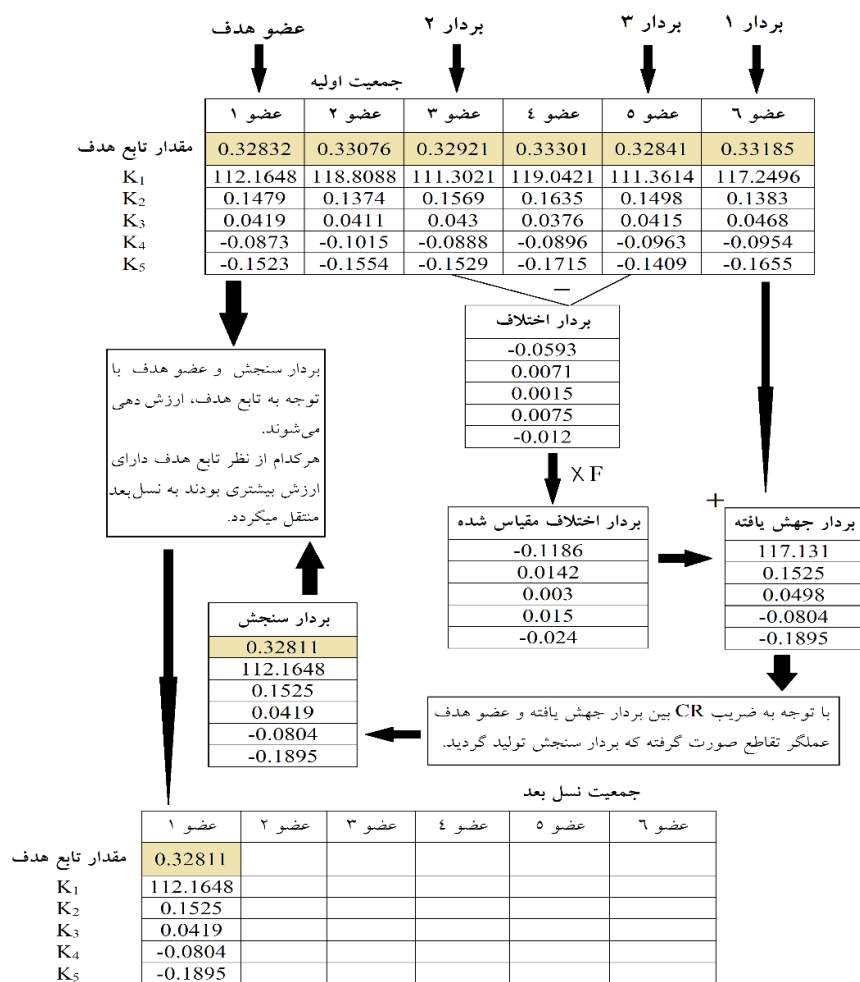 عضو هدف بردار ۲ بردار ۳ بردار ۱
جمعیت اولیه
عضو ۱ عضو ۲ عضو ۳ عضو ٤ عضو ٥ عضو ٦
مقدار تابع هدف 0.32832 0.33076 0.32921 0.33301 0.32841 0.33185
K₁ 112.1648 118.8088 111.3021 119.0421 111.3614 117.2496
K₂ 0.1479 0.1374 0.1569 0.1635 0.1498 0.1383
K₃ 0.0419 0.0411 0.043 0.0376 0.0415 0.0468
K₄ -0.0873 -0.1015 -0.0888 -0.0896 -0.0963 -0.0954
K₅ -0.1523 -0.1554 -0.1529 -0.1715 -0.1409 -0.1655
−
بردار اختلاف
-0.0593
0.0071
0.0015
0.0075
-0.012
بردار سنجش و عضو هدف با
توجه به تابع هدف، ارزش دهی
می‌شوند.
هرکدام از نظر تابع هدف دارای
ارزش بیشتری بودند به نسل‌بعد
منتقل میگردد.
X F
+
بردار اختلاف مقیاس شده
-0.1186
0.0142
0.003
0.015
-0.024
بردار جهش یافته
117.131
0.1525
0.0498
-0.0804
-0.1895
بردار سنجش
0.32811
112.1648
0.1525
0.0419
-0.0804
-0.1895
با توجه به ضریب CR بین بردار جهش یافته و عضو هدف
عملگر تقاطع صورت گرفته که بردار سنجش تولید گردید.
جمعیت نسل بعد
عضو ۱ عضو ۲ عضو ۳ عضو ٤ عضو ٥ عضو ٦
مقدار تابع هدف 0.32811
K₁ 112.1648
K₂ 0.1525
K₃ 0.0419
K₄ -0.0804
K₅ -0.1895